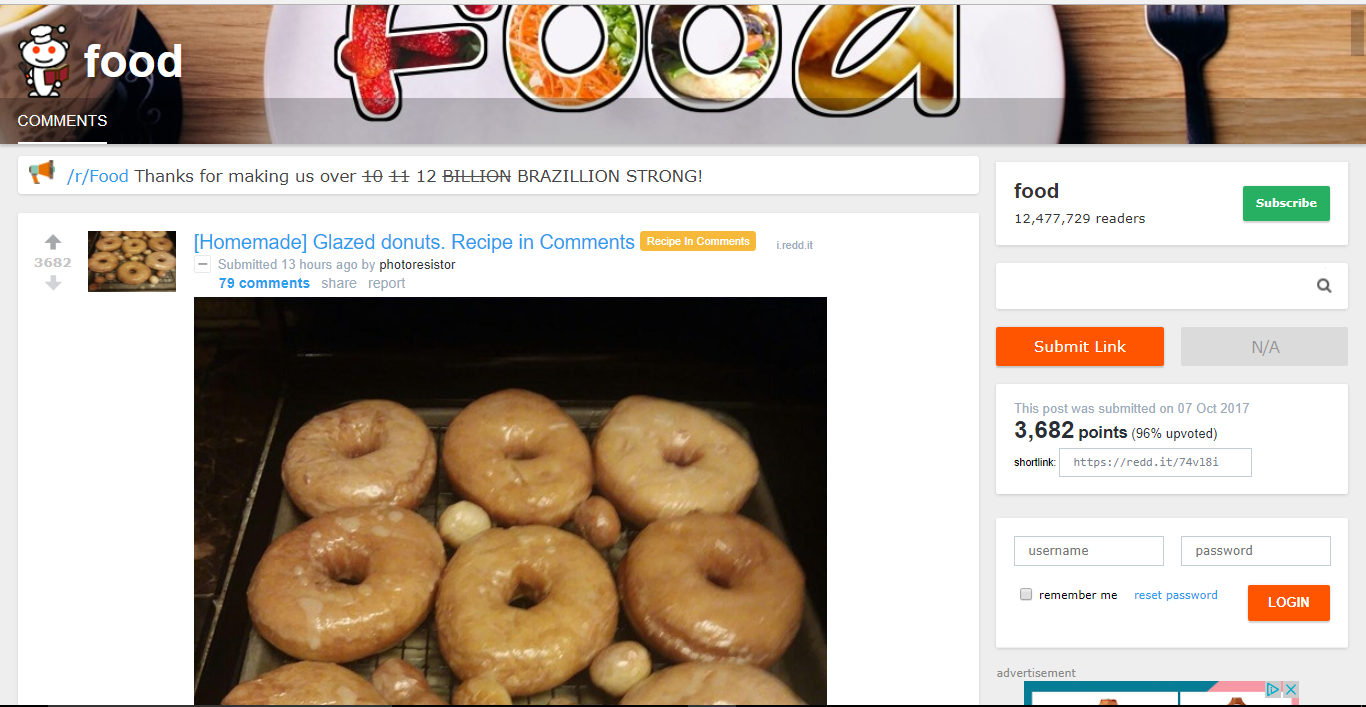 Food
food
COMMENTS
/r/Food Thanks for making us over 10 11 12 BILLION BRAZILLION STRONG!
3682
[Homemade] Glazed donuts. Recipe in Comments Recipe In Comments i.redd.it
Submitted 13 hours ago by photoresistor
79 comments share report
food
12,477,729 readers
Subscribe
Submit Link
N/A
This post was submitted on 07 Oct 2017
3,682 points (96% upvoted)
shortlink: https://redd.it/74vl8i
username
password
remember me
reset password
LOGIN
advertisement